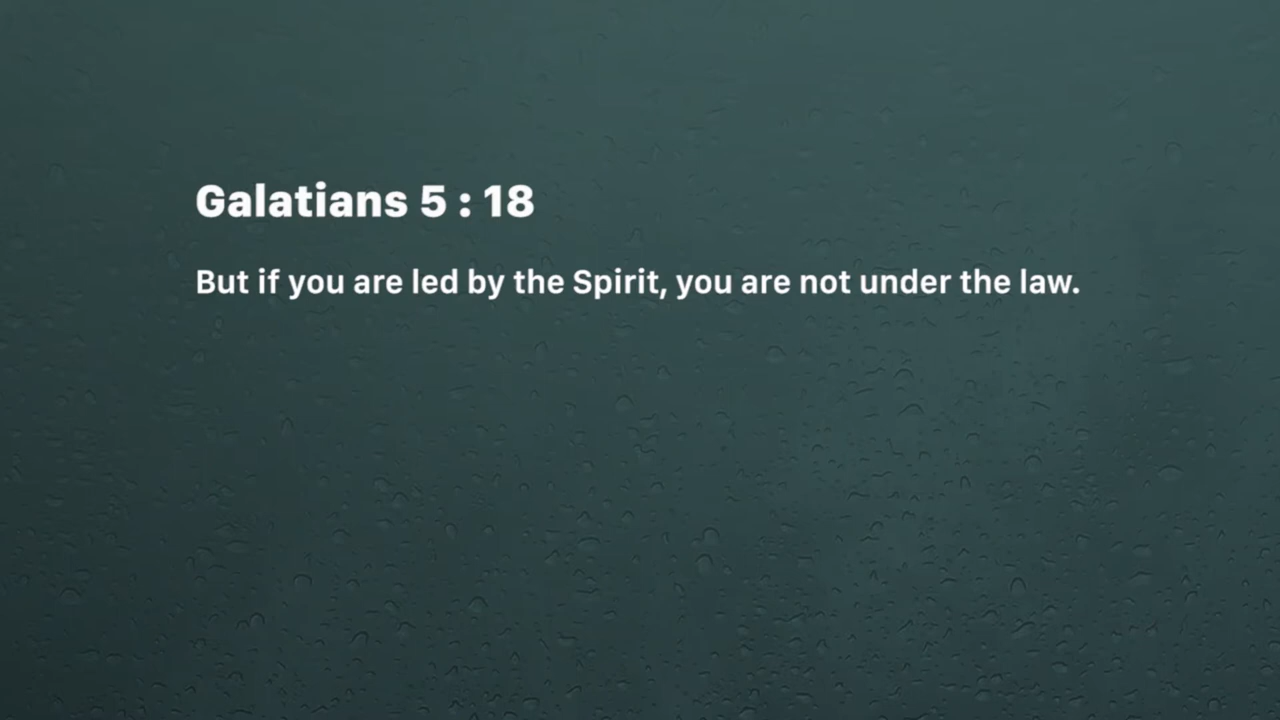 Galatians 5 : 18
But if you are led by the Spirit, you are not under the law.